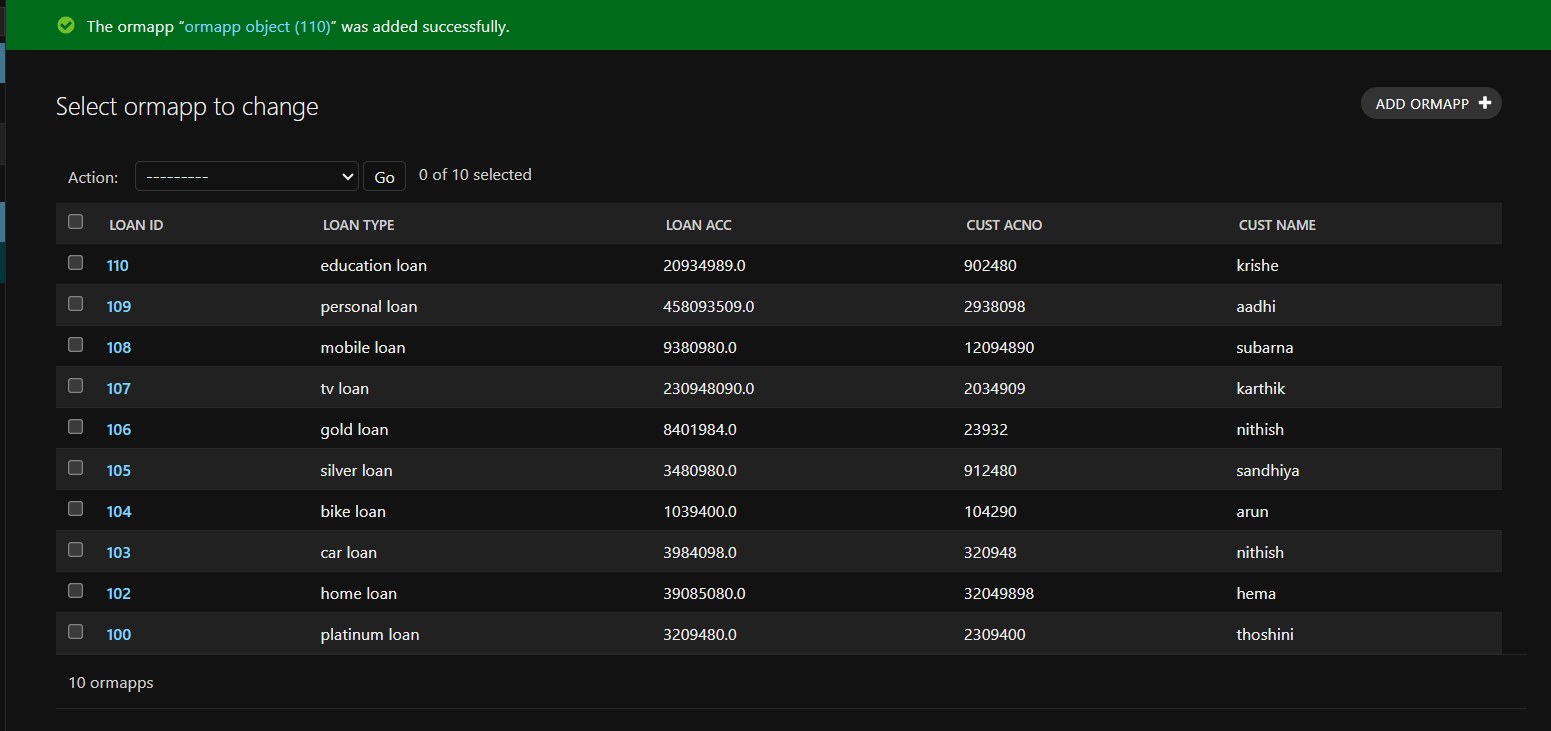 The ormapp “ormapp object (110)” was added successfully.
Select ormapp to change
ADD ORMAPP +
Action: --------- Go 0 of 10 selected
LOAN ID LOAN TYPE LOAN ACC CUST ACNO CUST NAME
110 education loan 20934989.0 902480 krishe
109 personal loan 458093509.0 2938098 aadhi
108 mobile loan 9380980.0 12094890 subarna
107 tv loan 230948090.0 2034909 karthik
106 gold loan 8401984.0 23932 nithish
105 silver loan 3480980.0 912480 sandhiya
104 bike loan 1039400.0 104290 arun
103 car loan 3984098.0 320948 nithish
102 home loan 39085080.0 32049898 hema
100 platinum loan 3209480.0 2309400 thoshini
10 ormapps